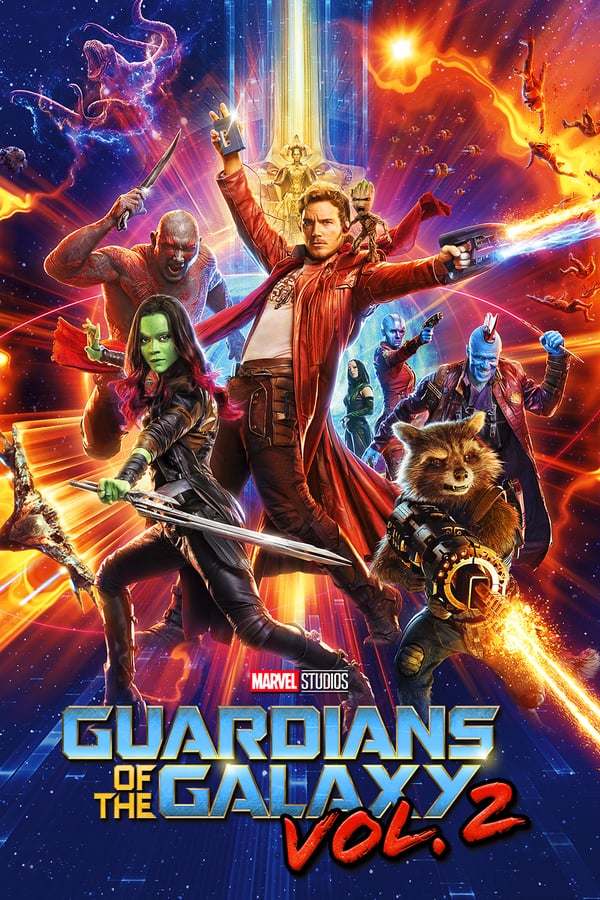 MARVEL STUDIOS
GUARDIANS
OF THE GALAXY
VOL. 2